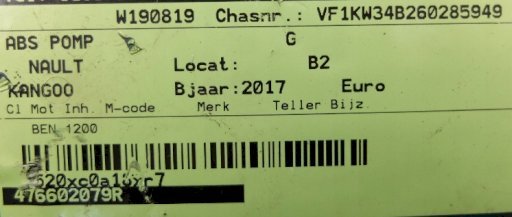 W190819 Chasnr.: VF1KW34B260285949
ABS POMP G
NAULT Locat: B2
KANGOO Bjaar:2017 Euro
Cl Mot Inh. M-code Merk Teller Bijz.
BEN 1200
476602079R